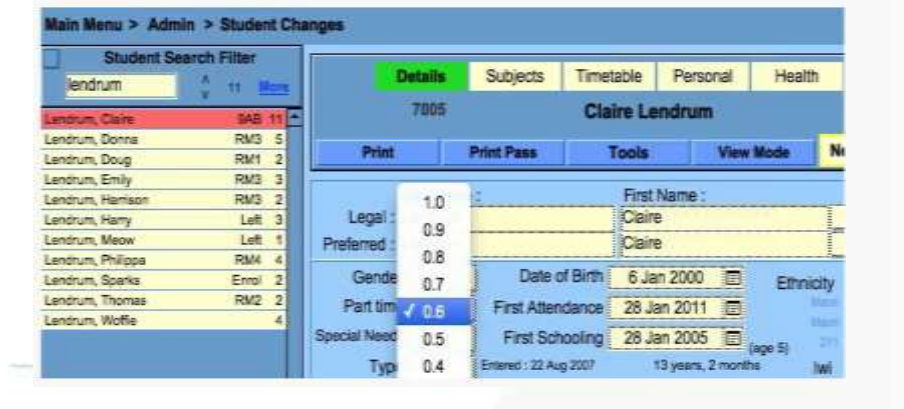 Main Menu > Admin > Student Changes
Student Search Filter
lendrum 11 More
Lendrum, Claire 9AB 11
Lendrum, Donna RM3 5
Lendrum, Doug RM1 2
Lendrum, Emily RM3 3
Lendrum, Harrison RM3 2
Lendrum, Harry Left 3
Lendrum, Meow Left 1
Lendrum, Philippa RM4 4
Lendrum, Sparks Enrol 2
Lendrum, Thomas RM2 2
Lendrum, Woffie 4
Details Subjects Timetable Personal Health
7005 Claire Lendrum
Print Print Pass Tools View Mode
1.0 : First Name :
Legal : Claire
0.9
Preferred : Claire
0.8
Gende Date of Birth 6 Jan 2000 Ethnicity
0.7
Part tim ✓ 0.6 First Attendance 28 Jan 2011
Special Need 0.5 First Schooling 28 Jan 2005 (age 5)
Typ 0.4 Entered : 22 Aug 2007 13 years, 2 months Iwi